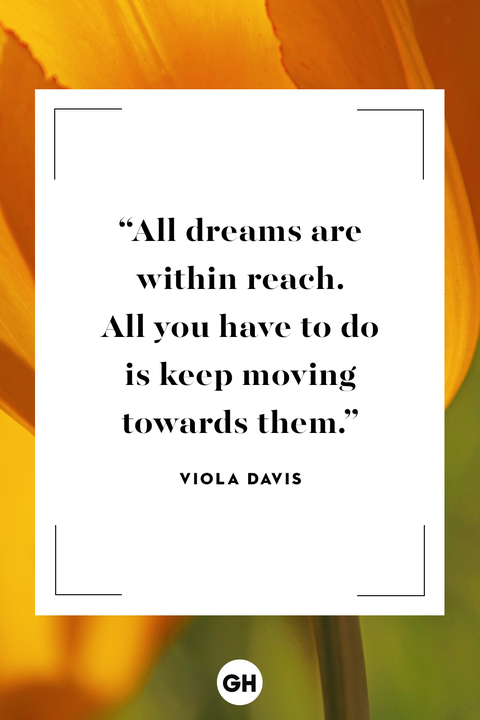 “All dreams are
within reach.
All you have to do
is keep moving
towards them.”
VIOLA DAVIS
GH